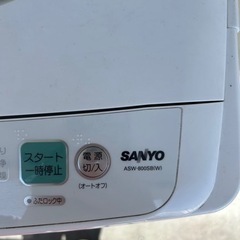 スタート
一時停止
電源
切/入
(オートオフ)
SANYO
ASW-800SB(W)
ふたロック中